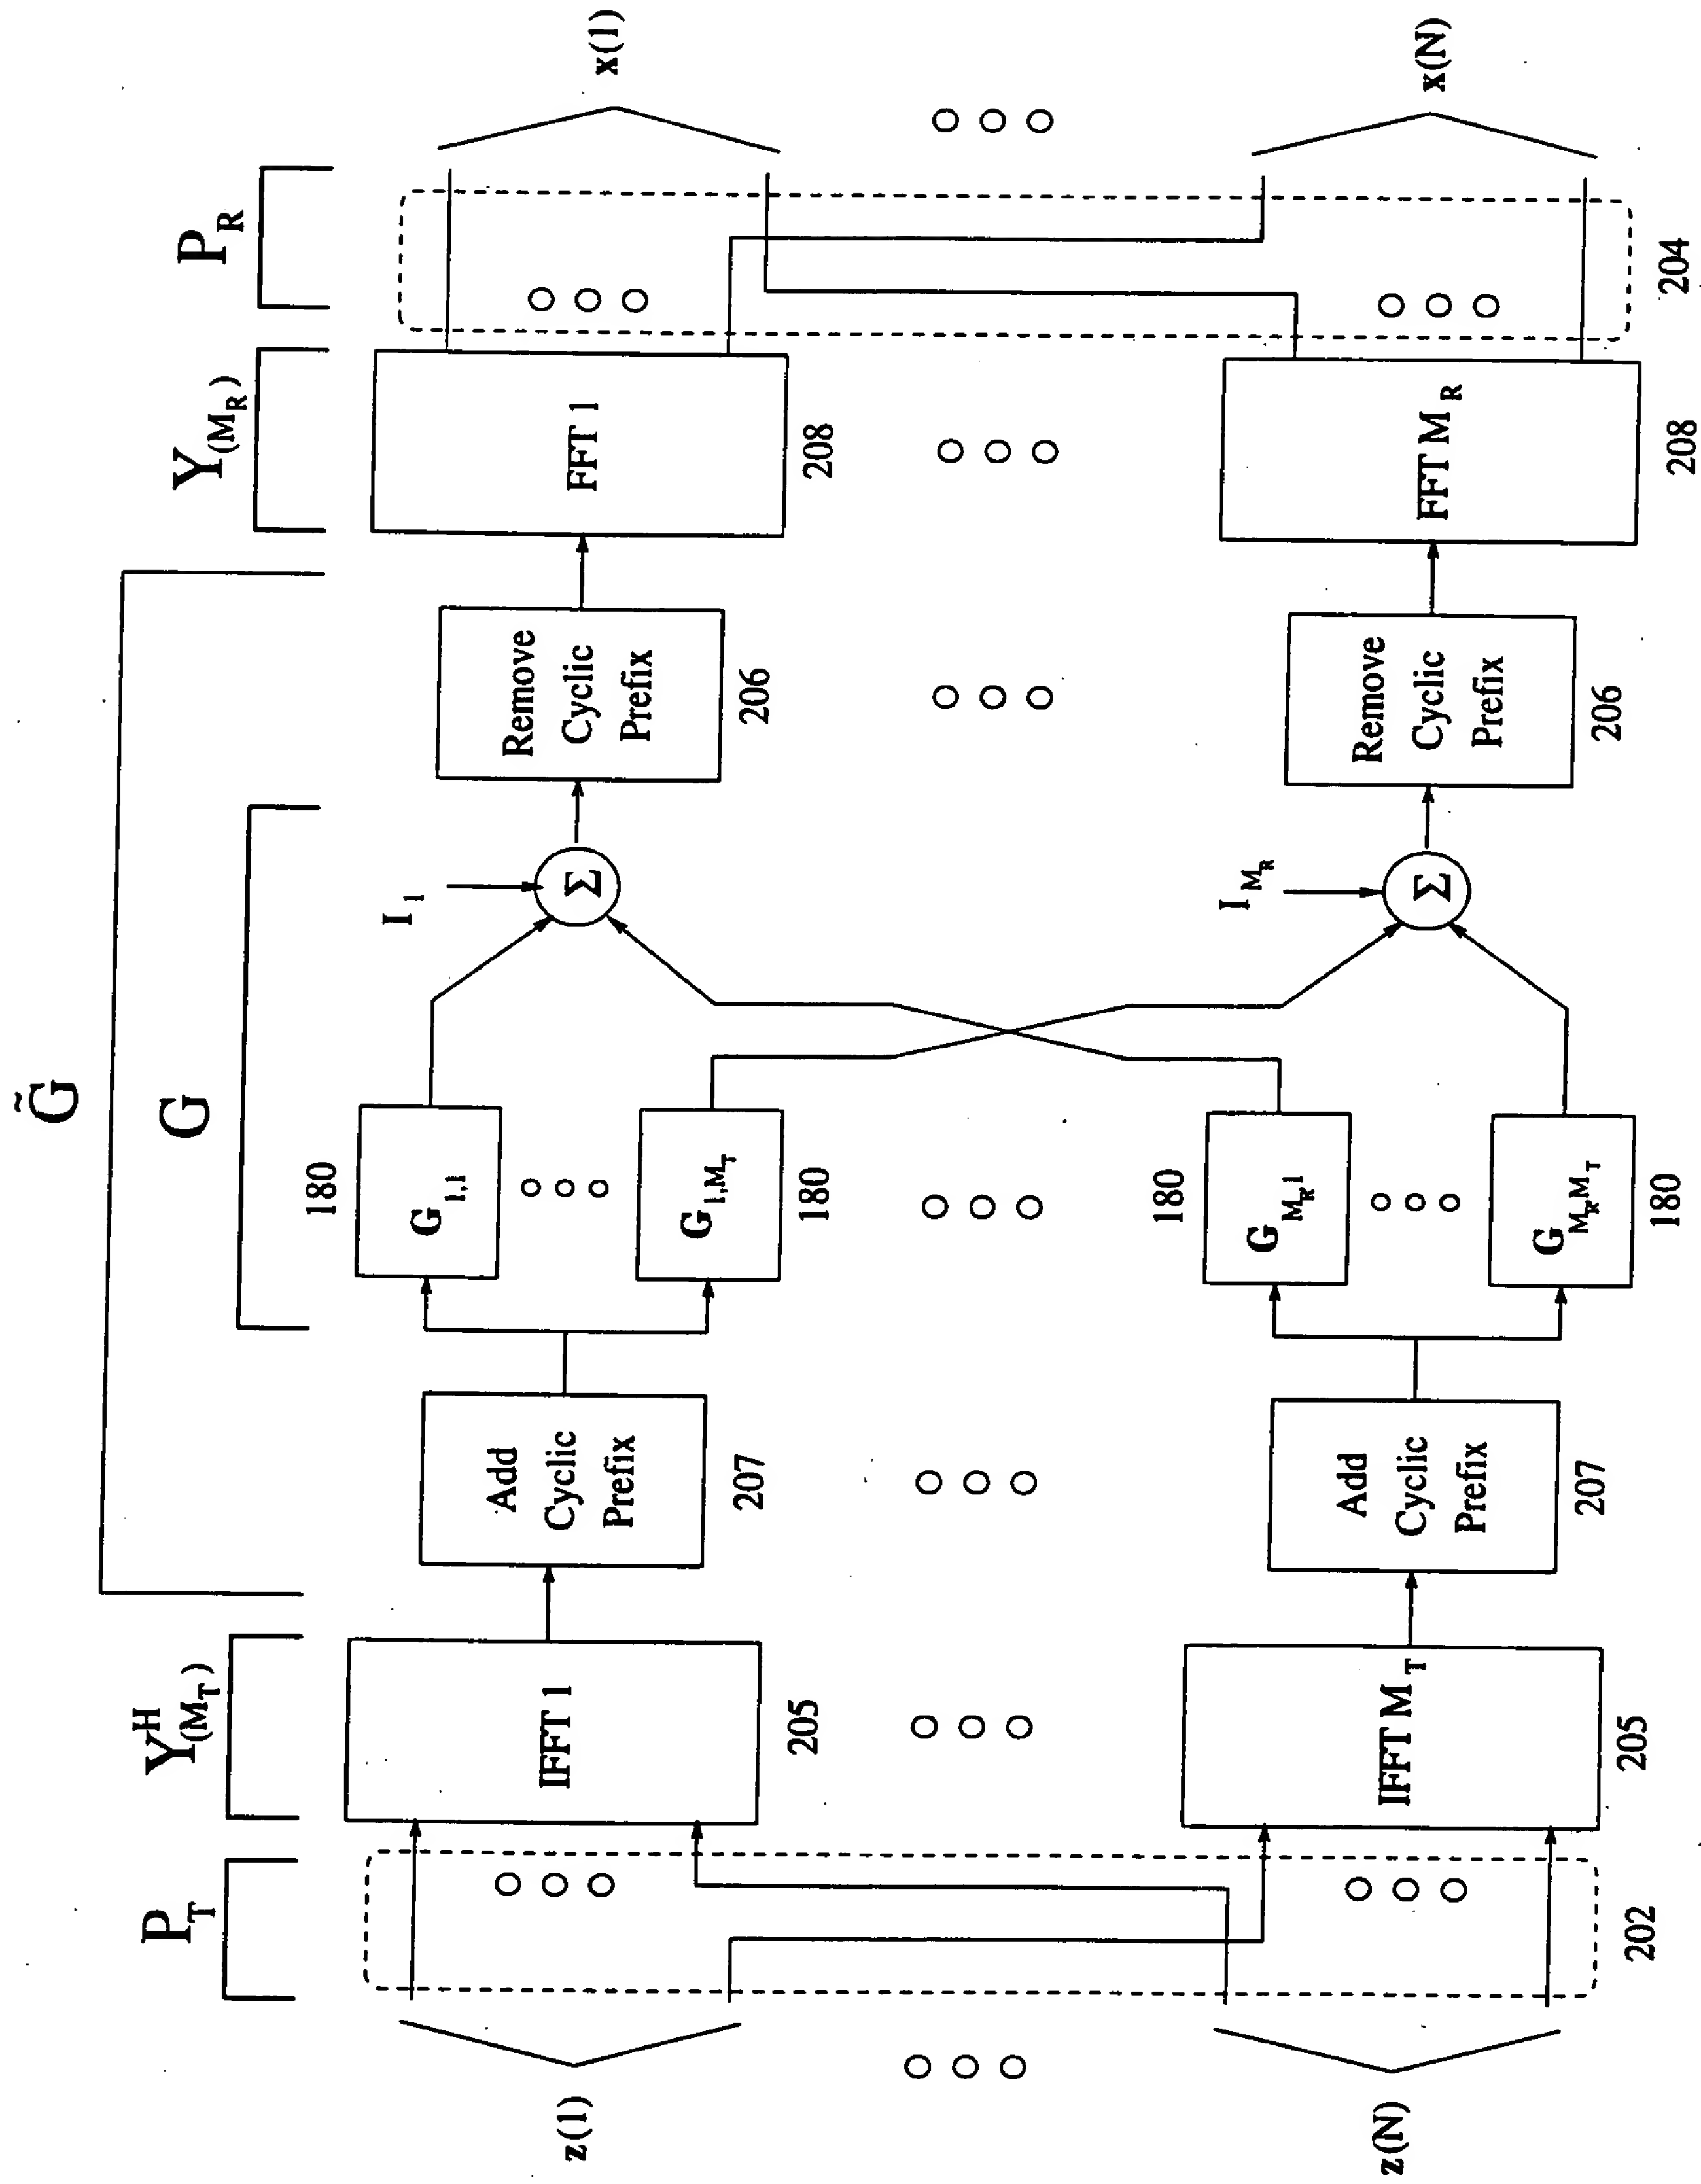 G̃
G
P_T
Y^H_(M_T)
Y_(M_R)
P_R
z(1)
IFFT 1
205
Add
Cyclic
Prefix
207
180
G_1,1
G_1,M_T
180
I_1
Σ
Remove
Cyclic
Prefix
206
FFT 1
208
x(1)
z(N)
202
IFFT M_T
205
Add
Cyclic
Prefix
207
180
G_M_R,1
G_M_R,M_T
180
I_M_R
Σ
Remove
Cyclic
Prefix
206
FFT M_R
208
204
x(N)